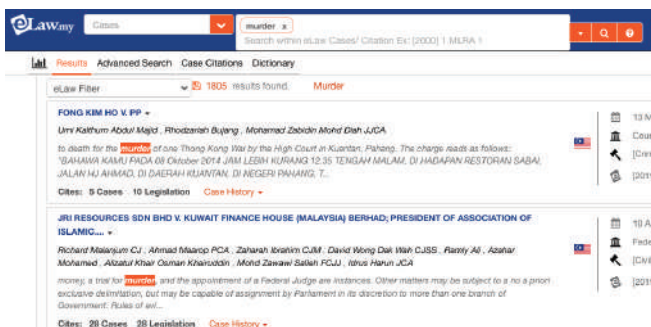 eLaw.my Cases murder x
Search within eLaw Cases/ Citation Ex: [2000] 1 MLRA 1
Results Advanced Search Case Citations Dictionary
eLaw Filter 1805 results found. Murder
FONG KIM HO V. PP
Umi Kalthum Abdul Majid , Rhodzariah Bujang , Mohamad Zabidin Mohd Diah JJCA
13 M
to death for the murder of one Thong Kong Wai by the High Court in Kuantan, Pahang. The charge reads as follows:
Cour
"BAHAWA KAMU PADA 08 Oktober 2014 JAM LEBIH KURANG 12.35 TENGAH MALAM, DI HADAPAN RESTORAN SABAI,
[Crim
JALAN HJ AHMAD, DI DAERAH KUANTAN, DI NEGERI PAHANG, T...
[201
Cites: 5 Cases 10 Legislation Case History
JRI RESOURCES SDN BHD V. KUWAIT FINANCE HOUSE (MALAYSIA) BERHAD; PRESIDENT OF ASSOCIATION OF
ISLAMIC....
10 A
Richard Malanjum CJ , Ahmad Maarop PCA , Zaharah Ibrahim CJM , David Wong Dak Wah CJSS , Ramly Ali , Azahar
Fede
Mohamed , Alizatul Khair Osman Khairuddin , Mohd Zawawi Salleh FCJJ , Idrus Harun JCA
[Civi
money, a trial for murder, and the appointment of a Federal Judge are instances. Other matters may be subject to a no a priori
[201
exclusive delimitation, but may be capable of assignment by Parliament in its discretion to more than one branch of
Government. Rules of evi...
Cites: 28 Cases 28 Legislation Case History